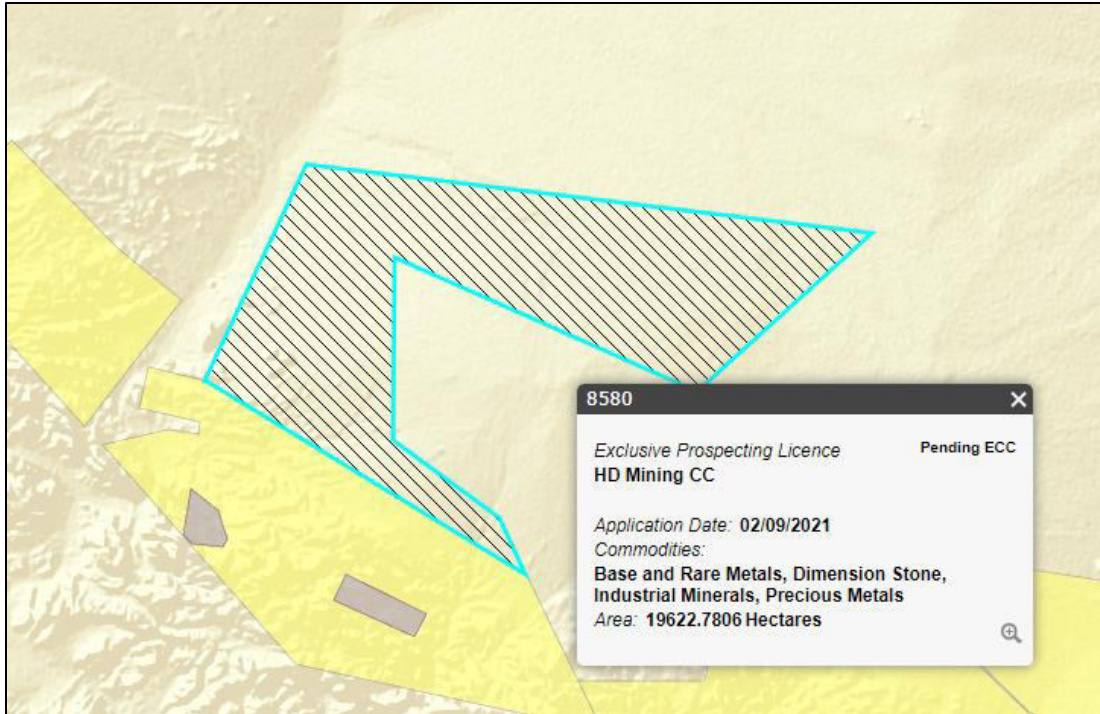 8580
Exclusive Prospecting Licence Pending ECC
HD Mining CC
Application Date: 02/09/2021
Commodities:
Base and Rare Metals, Dimension Stone,
Industrial Minerals, Precious Metals
Area: 19622.7806 Hectares